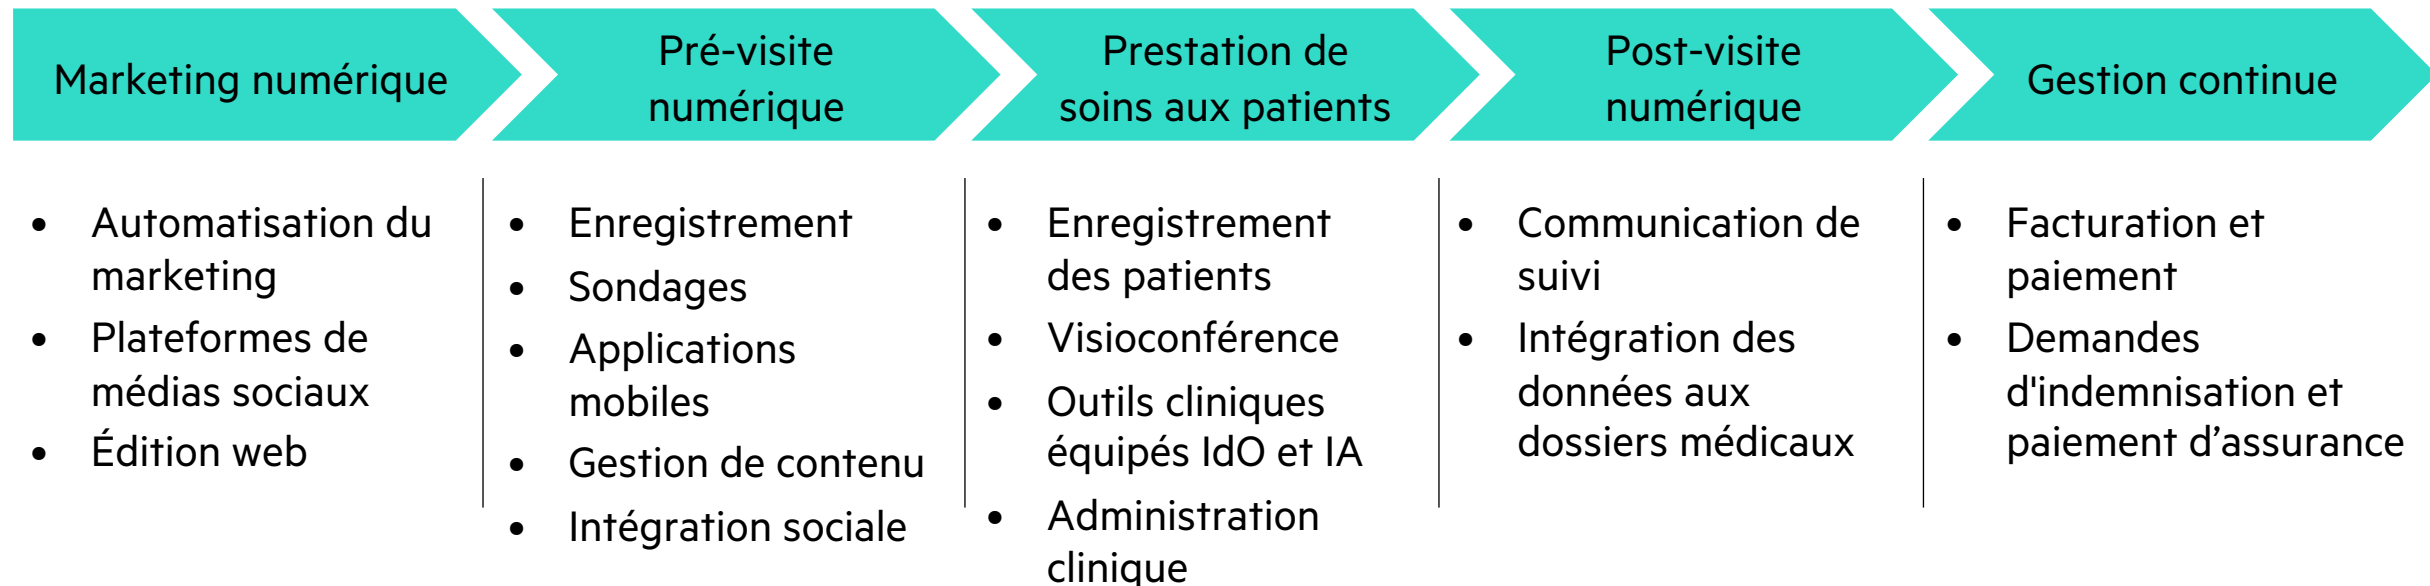 Marketing numérique
Pré-visite
numérique
Prestation de
soins aux patients
Post-visite
numérique
Gestion continue
• Automatisation du
marketing
• Plateformes de
médias sociaux
• Édition web
• Enregistrement
• Sondages
• Applications
mobiles
• Gestion de contenu
• Intégration sociale
• Enregistrement
des patients
• Visioconférence
• Outils cliniques
équipés IdO et IA
• Administration
clinique
• Communication de
suivi
• Intégration des
données aux
dossiers médicaux
• Facturation et
paiement
• Demandes
d'indemnisation et
paiement d’assurance